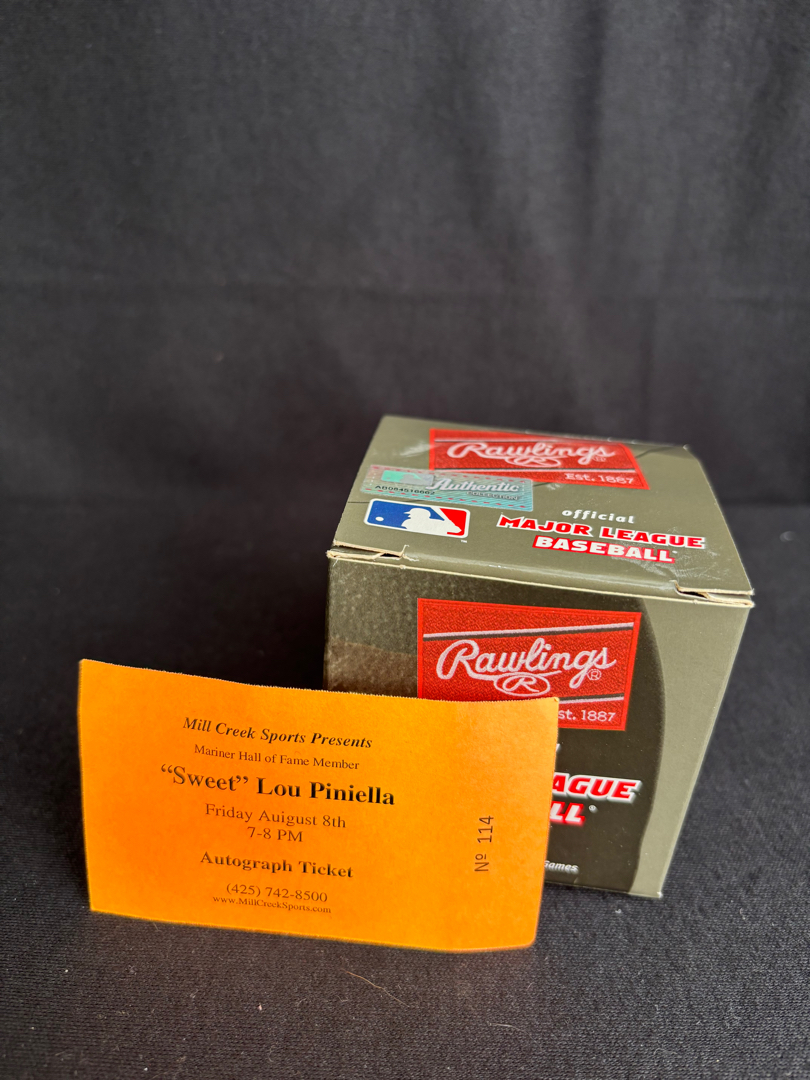 Rawlings
R
Est. 1887
Authentic
official
MAJOR LEAGUE
BASEBALL
Rawlings®
R
st. 1887
AGUE
LL
Games
Mill Creek Sports Presents
Mariner Hall of Fame Member
“Sweet” Lou Piniella
Friday Auigust 8th
7-8 PM
Autograph Ticket
(425) 742-8500
www.MillCreekSports.com
Nº 114